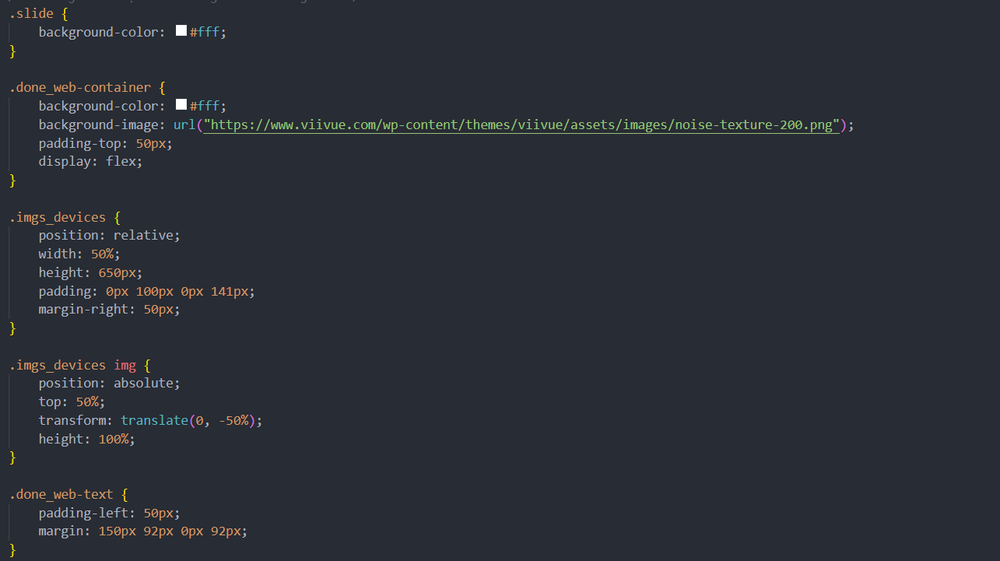 .slide {
    background-color: #fff;
}
.done_web-container {
    background-color: #fff;
    background-image: url("https://www.viivue.com/wp-content/themes/viivue/assets/images/noise-texture-200.png");
    padding-top: 50px;
    display: flex;
}
.imgs_devices {
    position: relative;
    width: 50%;
    height: 650px;
    padding: 0px 100px 0px 141px;
    margin-right: 50px;
}
.imgs_devices img {
    position: absolute;
    top: 50%;
    transform: translate(0, -50%);
    height: 100%;
}
.done_web-text {
    padding-left: 50px;
    margin: 150px 92px 0px 92px;
}